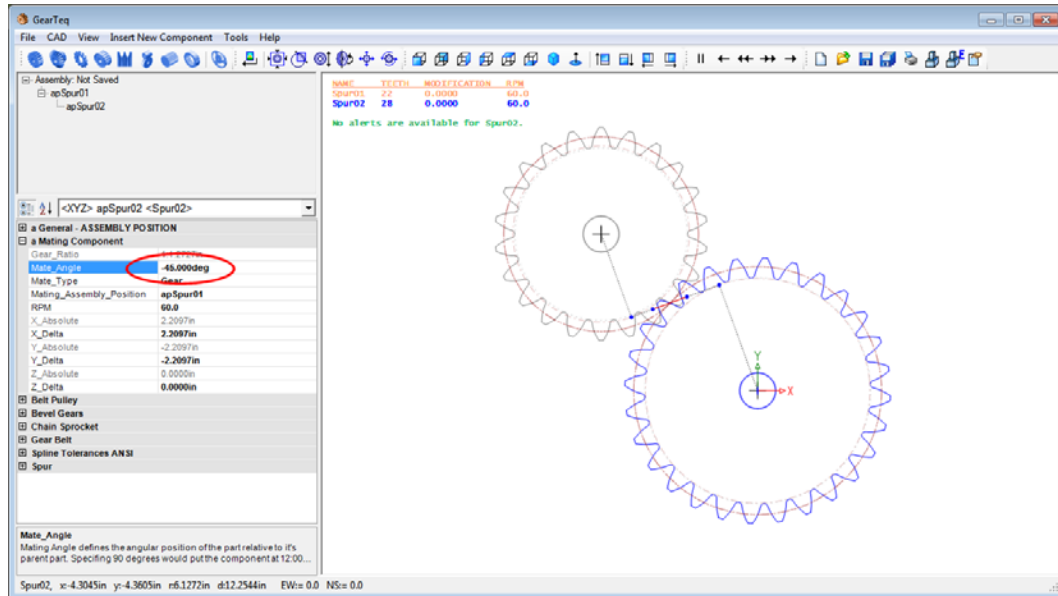 GearTeq
File CAD View Insert New Component Tools Help
Assembly: Not Saved
apSpur01
apSpur02
NAME TEETH MODIFICATION RPM
Spur01 22 0.0000 60.0
Spur02 28 0.0000 60.0
No alerts are available for Spur02.
<XYZ> apSpur02 <Spur02>
a General - ASSEMBLY POSITION
a Mating Component
Gear_Ratio
Mate_Angle -45.000deg
Mate_Type Gear
Mating_Assembly_Position apSpur01
RPM 60.0
X_Absolute 2.2097in
X_Delta 2.2097in
Y_Absolute -2.2097in
Y_Delta -2.2097in
Z_Absolute 0.0000in
Z_Delta 0.0000in
Belt Pulley
Bevel Gears
Chain Sprocket
Gear Belt
Spline Tolerances ANSI
Spur
Y
X
Mate_Angle
Mating Angle defines the angular position of the part relative to it's
parent part. Specifing 90 degrees would put the component at 12:00...
Spur02, x:-4.3045in y:-4.3605in r:6.1272in d:12.2544in EW:= 0.0 NS:= 0.0